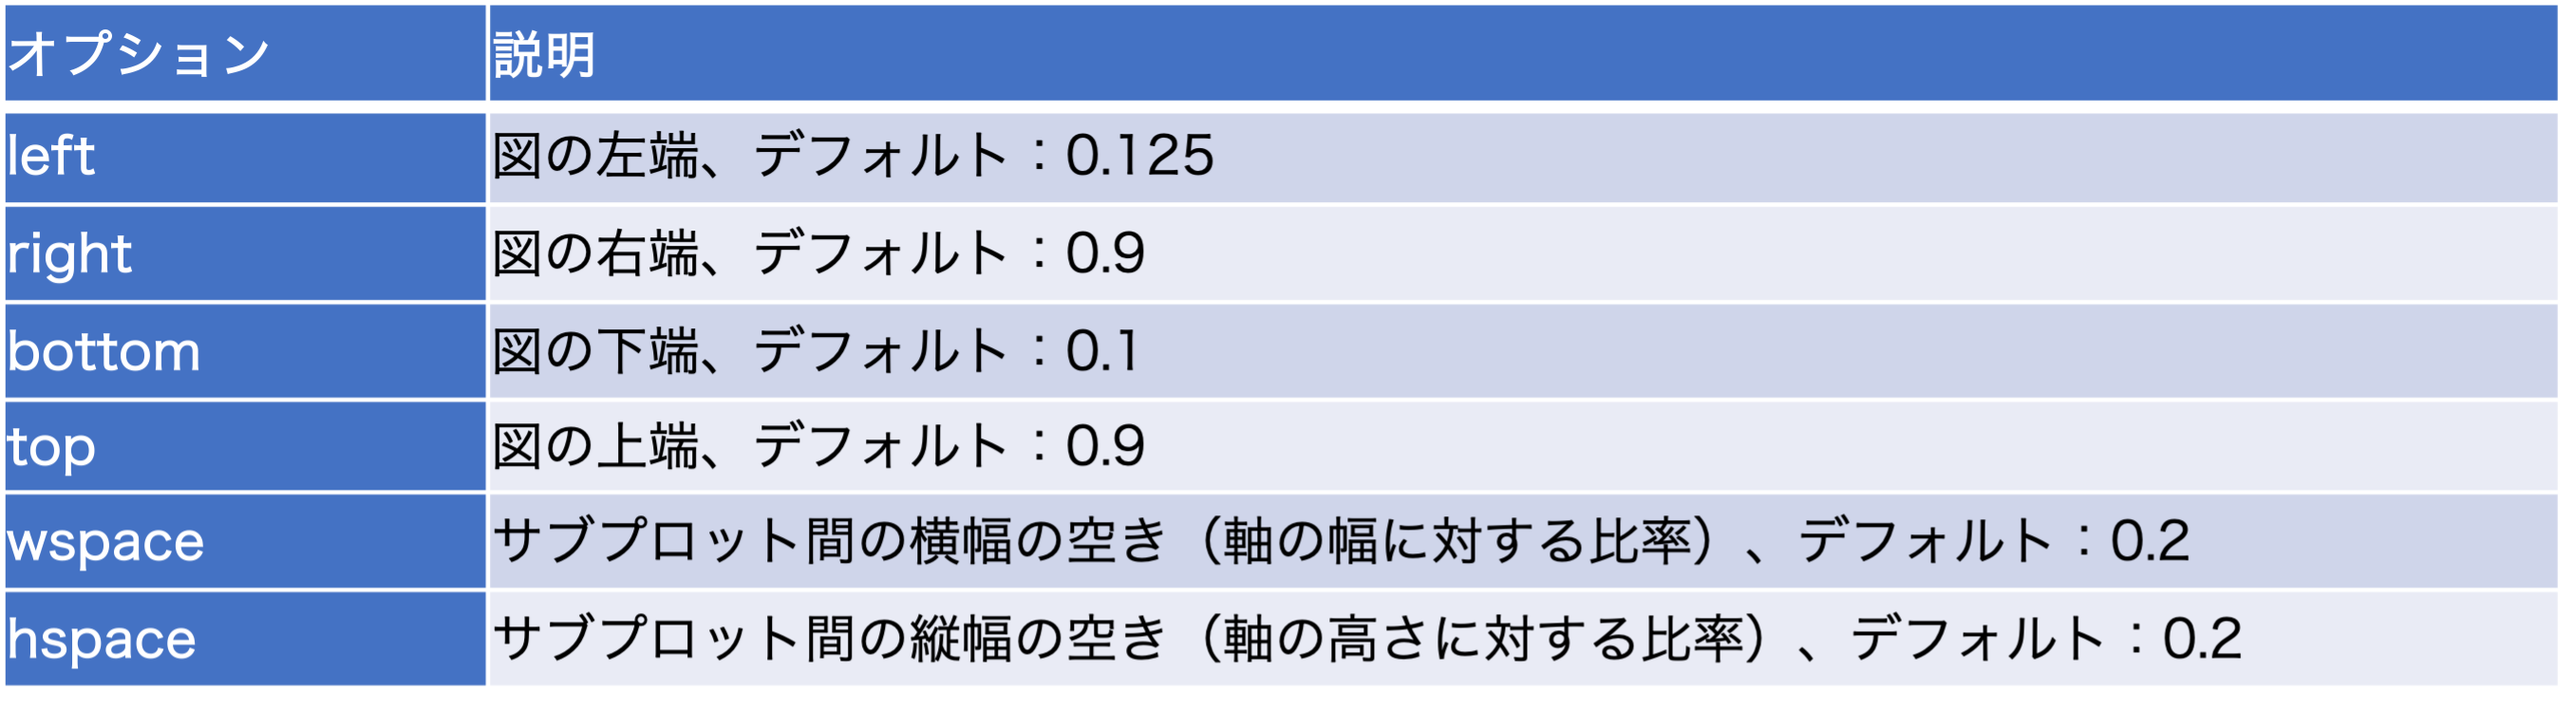 オプション 説明
left 図の左端、デフォルト：0.125
right 図の右端、デフォルト：0.9
bottom 図の下端、デフォルト：0.1
top 図の上端、デフォルト：0.9
wspace サブプロット間の横幅の空き（軸の幅に対する比率）、デフォルト：0.2
hspace サブプロット間の縦幅の空き（軸の高さに対する比率）、デフォルト：0.2